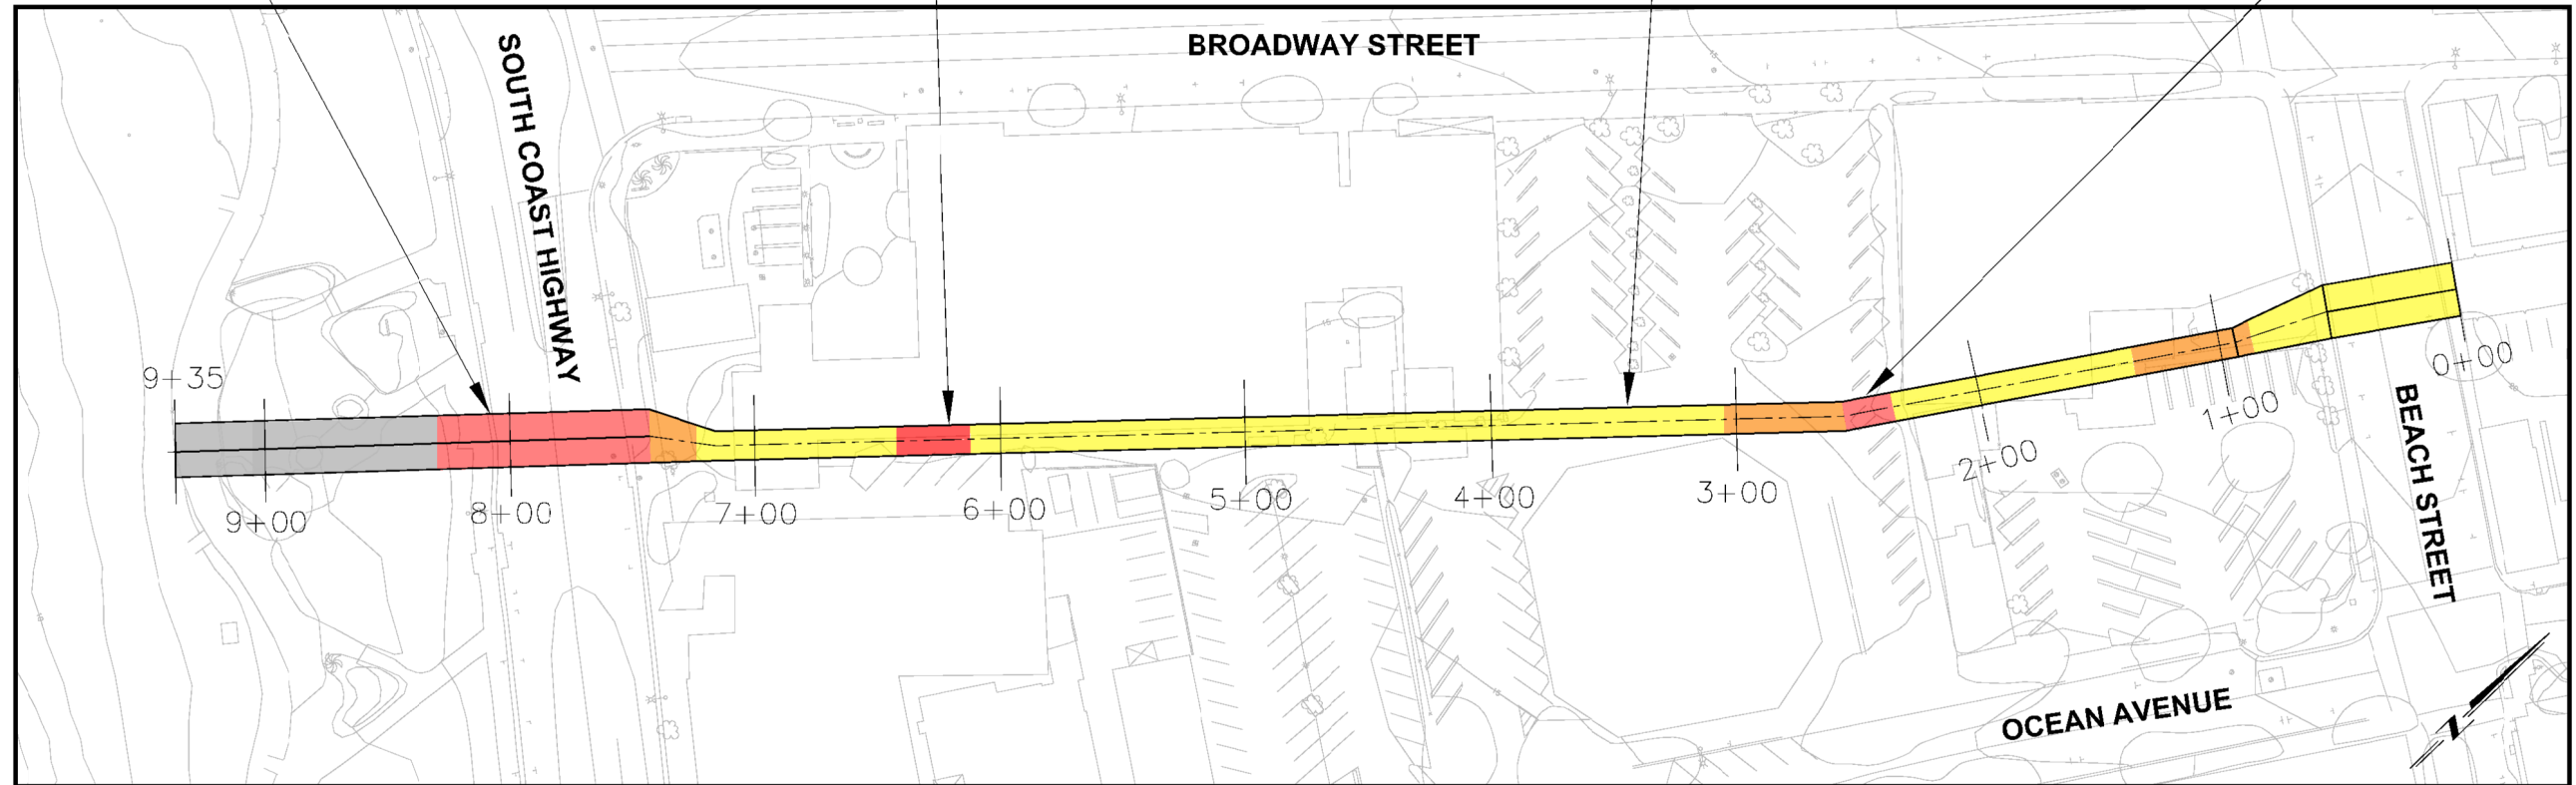 BROADWAY STREET
SOUTH COAST HIGHWAY
9+35
9+00
8+00
7+00
6+00
5+00
4+00
3+00
2+00
1+00
0+00
BEACH STREET
OCEAN AVENUE